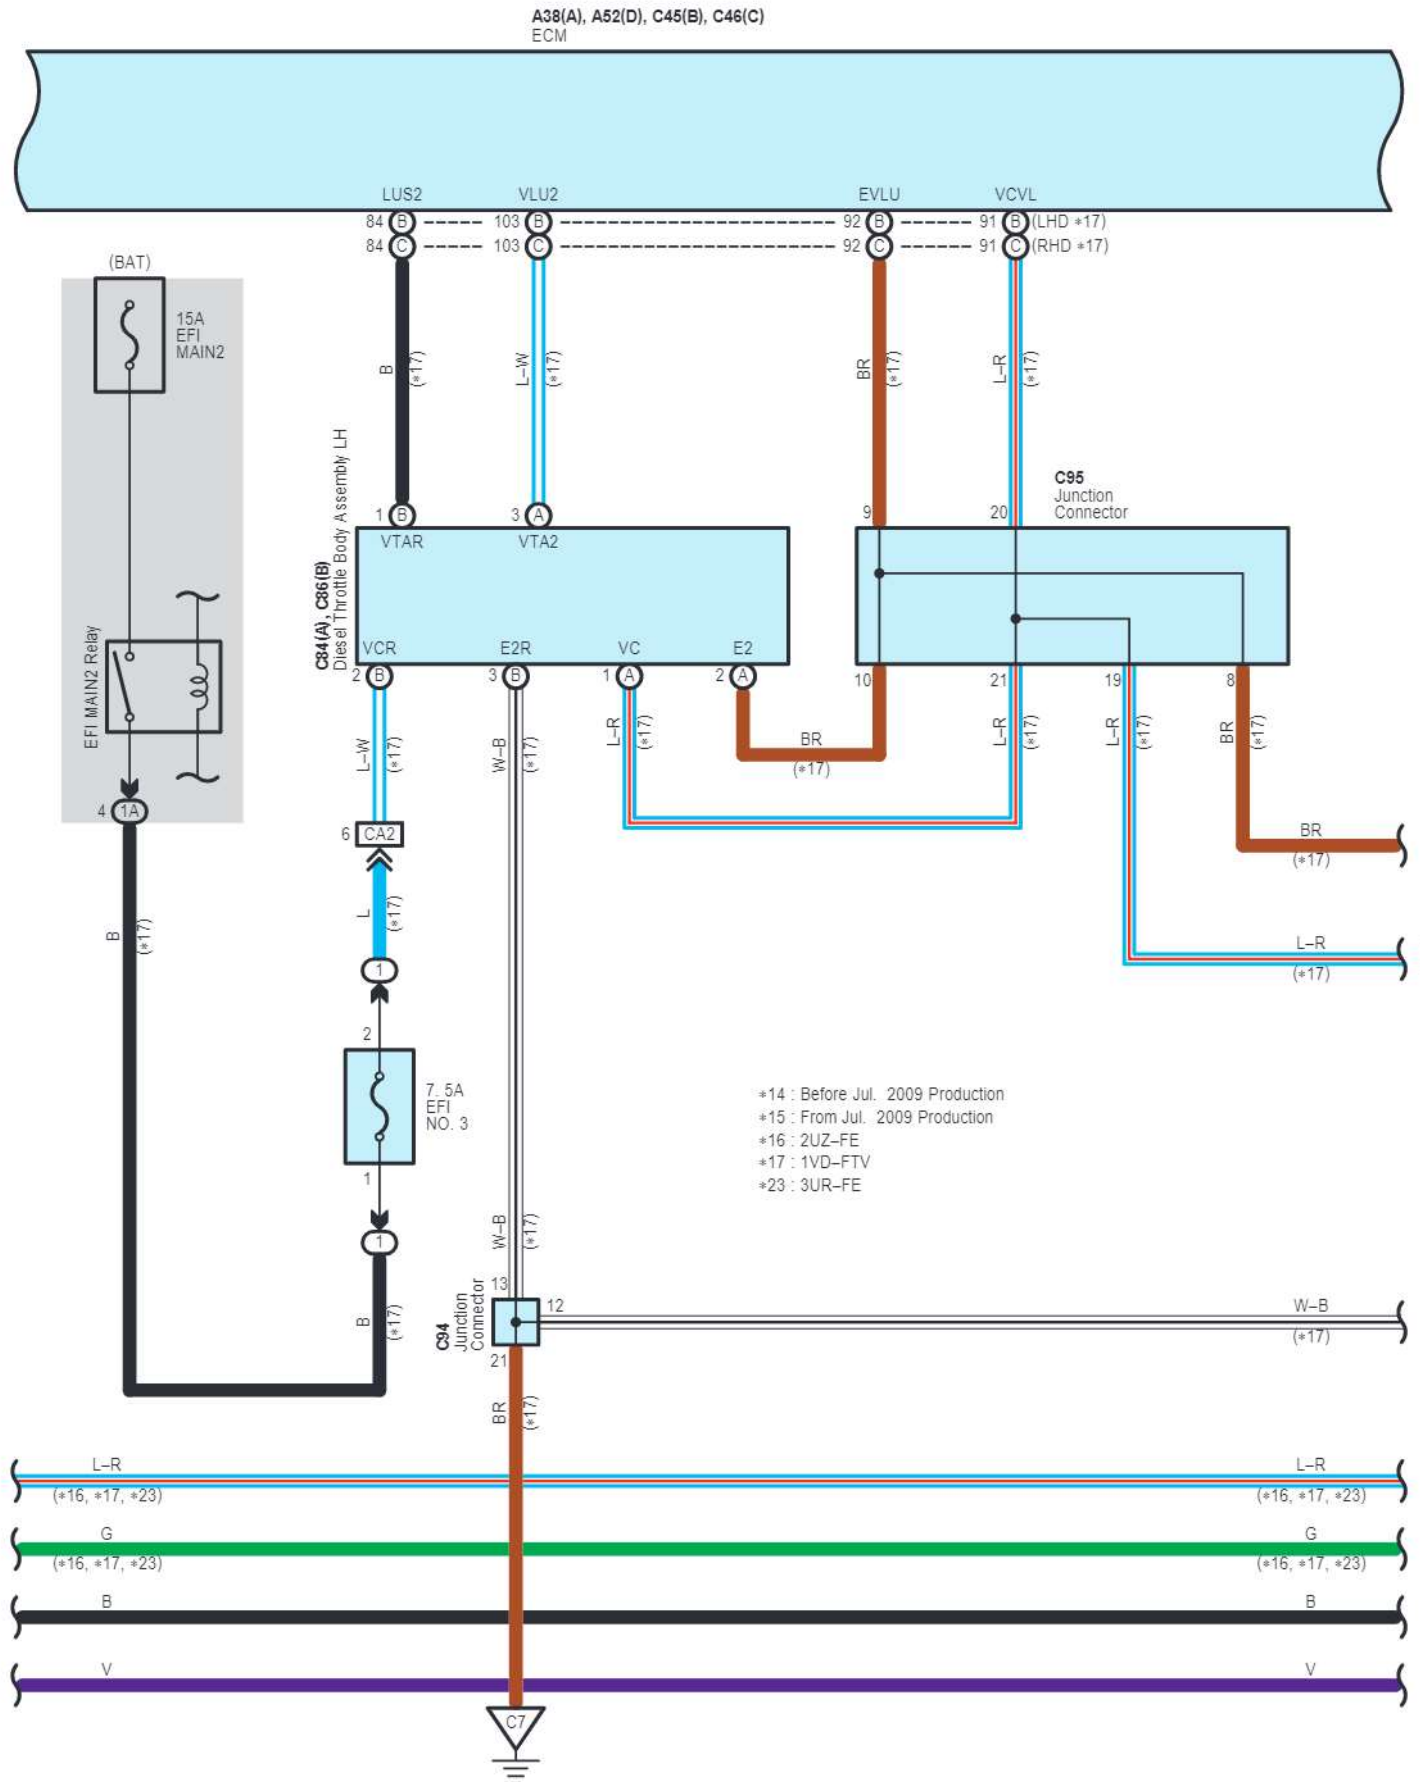 A38(A), A52(D), C45(B), C46(C)
ECM
LUS2 VLU2 EVLU VCVL
84 B 103 B 92 B 91 B (LHD *17)
84 C 103 C 92 C 91 C (RHD *17)
(BAT)
15A
EFI
MAIN2
B (*17)
L–W (*17)
BR (*17)
L–R (*17)
C95
Junction
Connector
1 B 3 A 9 20
VTAR VTA2
C84(A), C86(B)
Diesel Throttle Body Assembly LH
EFI MAIN2 Relay
VCR E2R VC E2
2 B 3 B 1 A 2 A 10 21 19 8
L–W (*17)
W–B (*17)
L–R (*17)
BR
(*17)
L–R (*17)
L–R (*17)
BR (*17)
4 1A
6 CA2
BR
(*17)
L (*17)
B (*17)
L–R
(*17)
1
2
7. 5A
EFI
NO. 3
1
1
*14 : Before Jul. 2009 Production
*15 : From Jul. 2009 Production
*16 : 2UZ–FE
*17 : 1VD–FTV
*23 : 3UR–FE
W–B (*17)
13
12
C94
Junction
Connector
21
W–B
(*17)
B (*17)
BR (*17)
L–R L–R
(*16, *17, *23) (*16, *17, *23)
G G
(*16, *17, *23) (*16, *17, *23)
B B
V V
C7